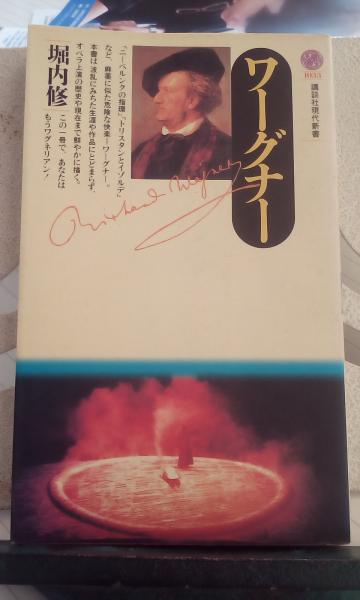 1033
講談社現代新書
ワーグナー
「ニーベルンクの指環」、「トリスタンとイゾルデ」
など、麻薬に似た危険な快楽―ワーグナー。
本書は波乱にみちた生涯や作品にとどまらず、
オペラ上演の歴史や現在まで鮮やかに描く。
この一冊で、あなたは
もうワグネリアン！
堀内修
Richard Wagner